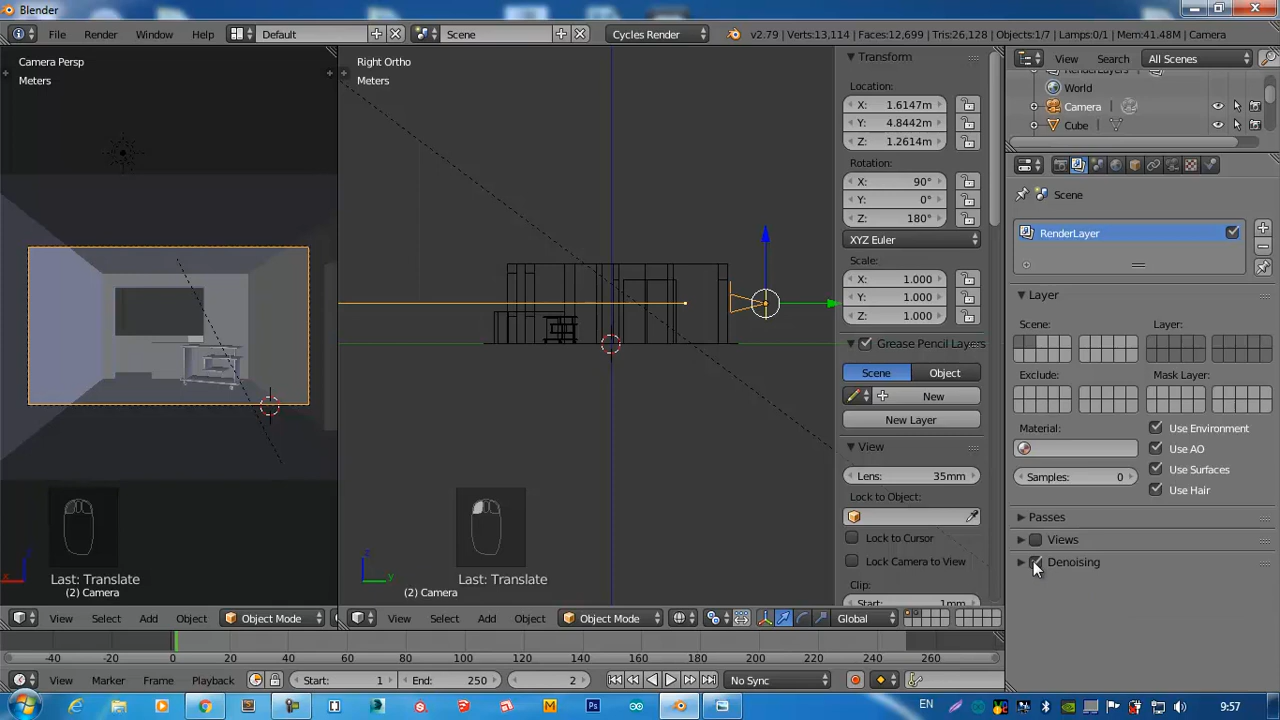 Blender
File Render Window Help Default Scene Cycles Render v2.79 | Verts:13,114 | Faces:12,699 | Tris:26,128 | Objects:1/7 | Lamps:0/1 | Mem:41.48M | Camera
Camera Persp
Meters
Right Ortho
Meters
Transform
Location:
X: 1.6147m
Y: 4.8442m
Z: 1.2614m
Rotation:
X: 90°
Y: 0°
Z: 180°
XYZ Euler
Scale:
X: 1.000
Y: 1.000
Z: 1.000
Grease Pencil Layers
Scene Object
New
New Layer
View
Lens: 35mm
Lock to Object:
Lock to Cursor
Lock Camera to View
Clip:
Start: 1mm
View Search All Scenes
RenderLayers
World
Camera
Cube
Scene
RenderLayer
Layer
Scene: Layer:
Exclude: Mask Layer:
Material:
Use Environment
Use AO
Samples: 0
Use Surfaces
Use Hair
Passes
Views
Denoising
Last: Translate
(2) Camera
Last: Translate
(2) Camera
View Select Add Object Object Mode
View Select Add Object Object Mode Global
-40 -20 0 20 40 60 80 100 120 140 160 180 200 220 240 260
View Marker Frame Playback Start: 1 End: 250 2 No Sync
EN 9:57